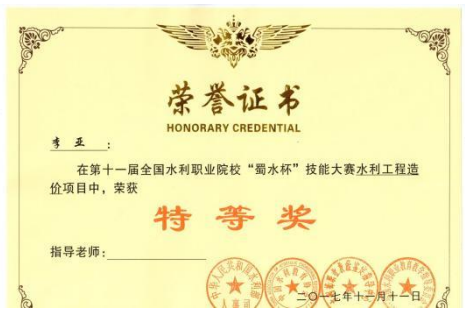 荣誉证书
HONORARY CREDENTIAL
李亚：
在第十一届全国水利职业院校“蜀水杯”技能大赛水利工程造
价项目中，荣获
特等奖
指导老师：
二〇一七年十一月十一日